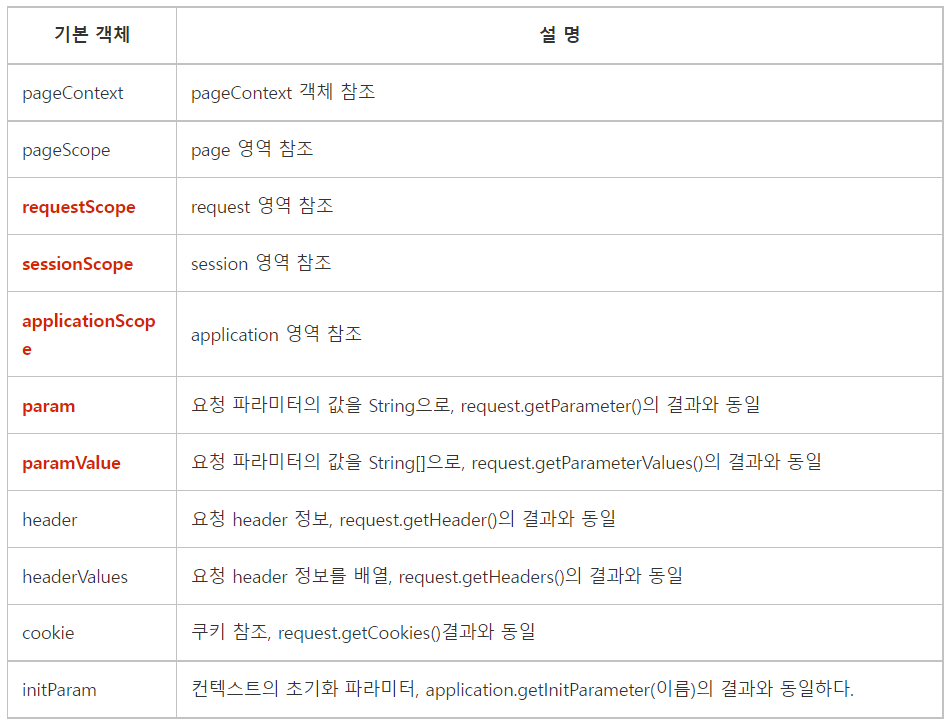 기본 객체 설 명
pageContext pageContext 객체 참조
pageScope page 영역 참조
requestScope request 영역 참조
sessionScope session 영역 참조
applicationScop
e
application 영역 참조
param 요청 파라미터의 값을 String으로, request.getParameter()의 결과와 동일
paramValue 요청 파라미터의 값을 String[]으로, request.getParameterValues()의 결과와 동일
header 요청 header 정보, request.getHeader()의 결과와 동일
headerValues 요청 header 정보를 배열, request.getHeaders()의 결과와 동일
cookie 쿠키 참조, request.getCookies()결과와 동일
initParam 컨텍스트의 초기화 파라미터, application.getInitParameter(이름)의 결과와 동일하다.